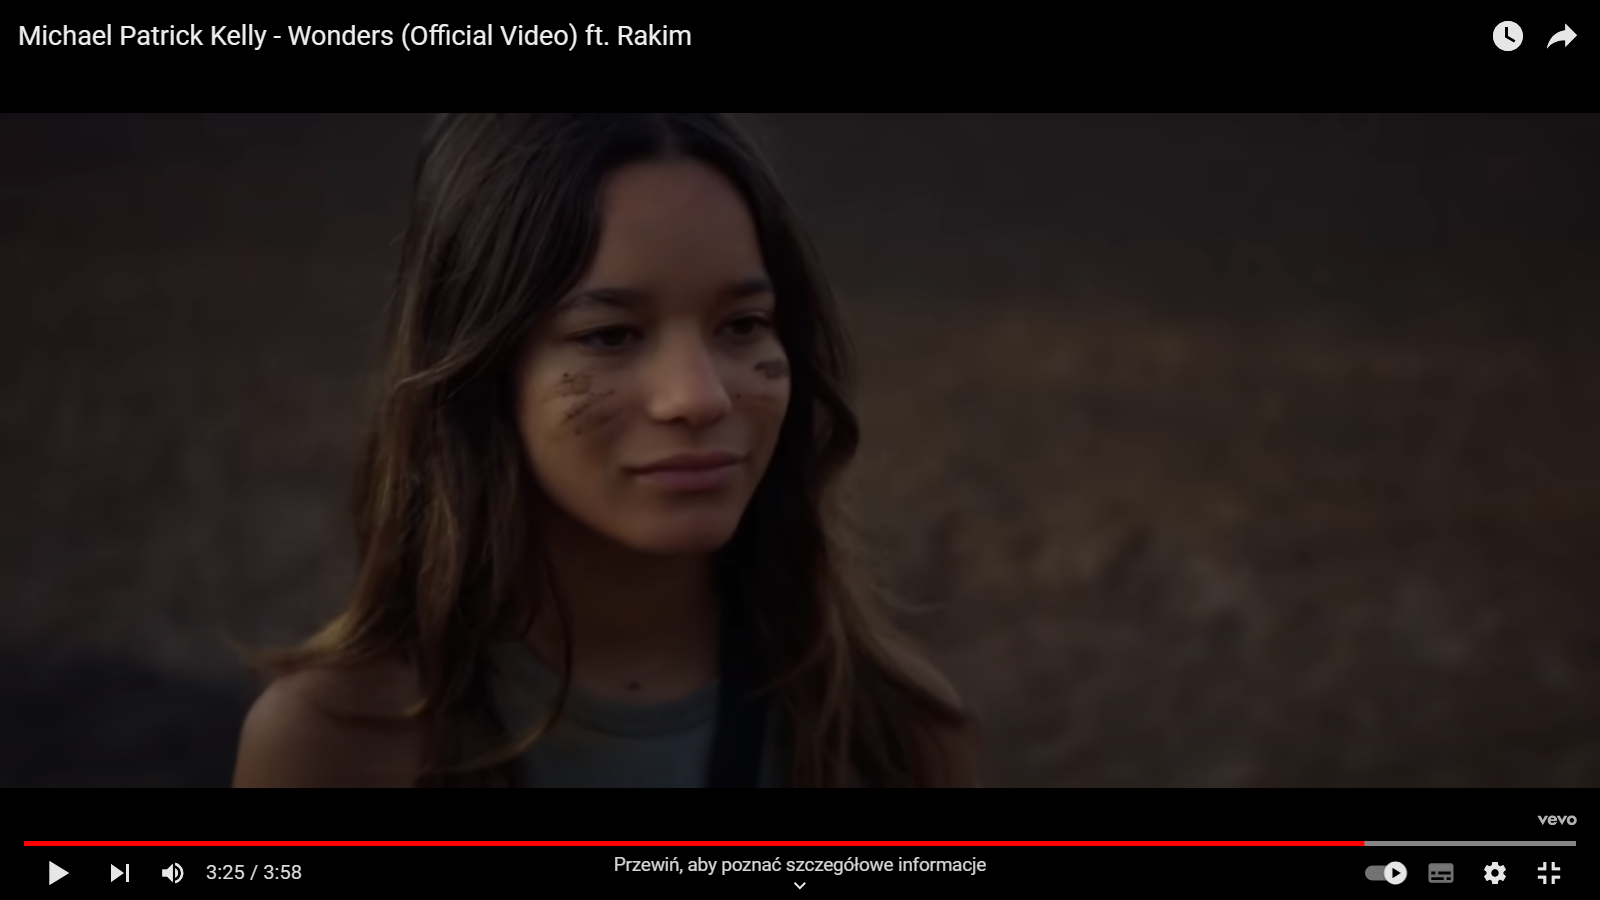 Michael Patrick Kelly - Wonders (Official Video) ft. Rakim
vevo
3:25 / 3:58
Przewiń, aby poznać szczegółowe informacje